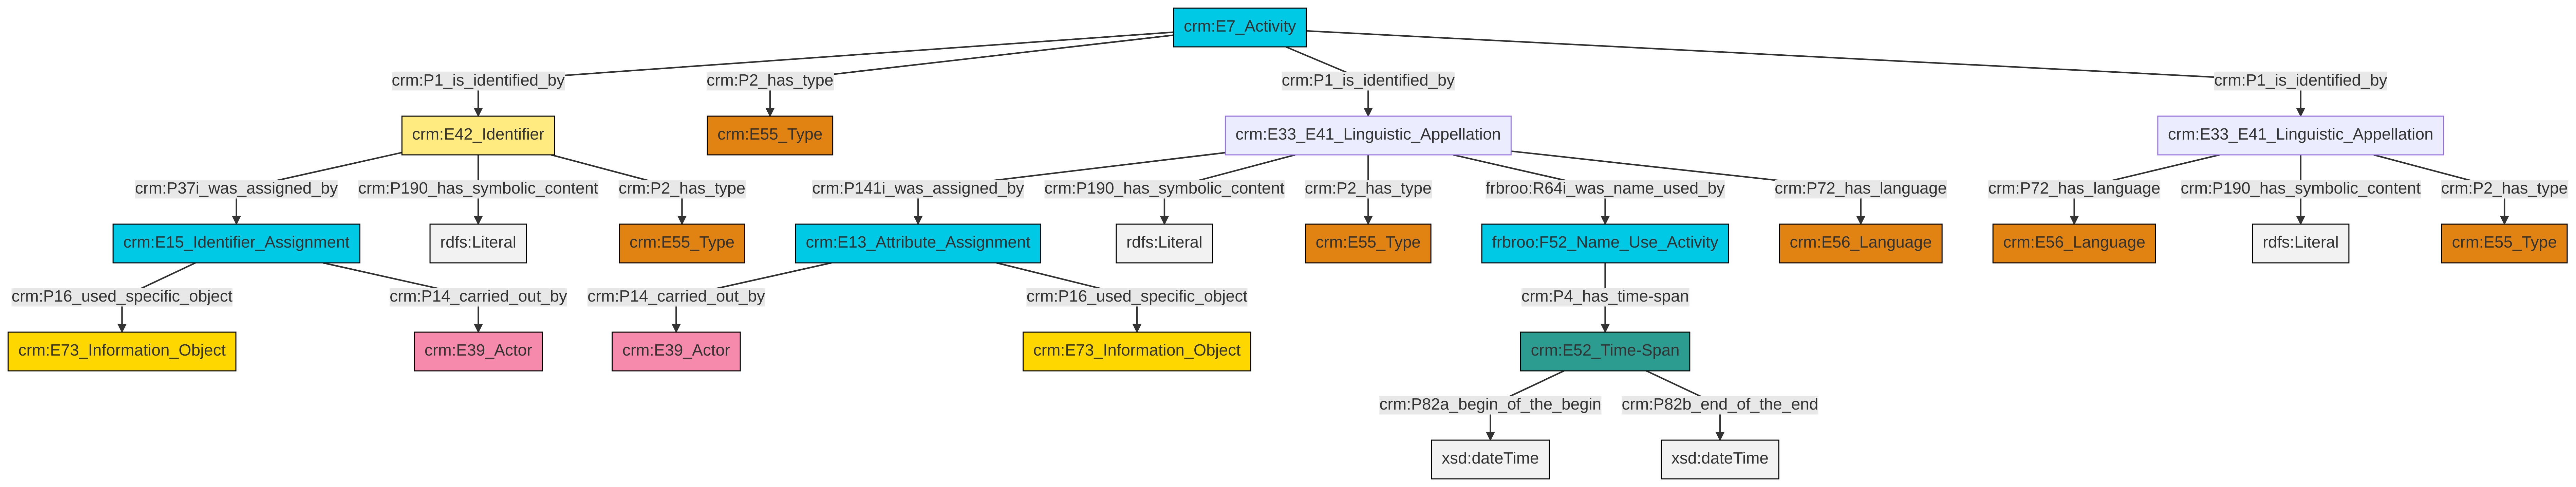 crm:E7_Activity
crm:P1_is_identified_by
crm:P2_has_type
crm:P1_is_identified_by
crm:P1_is_identified_by
crm:E42_Identifier
crm:E55_Type
crm:E33_E41_Linguistic_Appellation
crm:E33_E41_Linguistic_Appellation
crm:P37i_was_assigned_by
crm:P190_has_symbolic_content
crm:P2_has_type
crm:P141i_was_assigned_by
crm:P190_has_symbolic_content
crm:P2_has_type
frbroo:R64i_was_name_used_by
crm:P72_has_language
crm:P72_has_language
crm:P190_has_symbolic_content
crm:P2_has_type
crm:E15_Identifier_Assignment
rdfs:Literal
crm:E55_Type
crm:E13_Attribute_Assignment
rdfs:Literal
crm:E55_Type
frbroo:F52_Name_Use_Activity
crm:E56_Language
crm:E56_Language
rdfs:Literal
crm:E55_Type
crm:P16_used_specific_object
crm:P14_carried_out_by
crm:P14_carried_out_by
crm:P16_used_specific_object
crm:P4_has_time-span
crm:E73_Information_Object
crm:E39_Actor
crm:E39_Actor
crm:E73_Information_Object
crm:E52_Time-Span
crm:P82a_begin_of_the_begin
crm:P82b_end_of_the_end
xsd:dateTime
xsd:dateTime